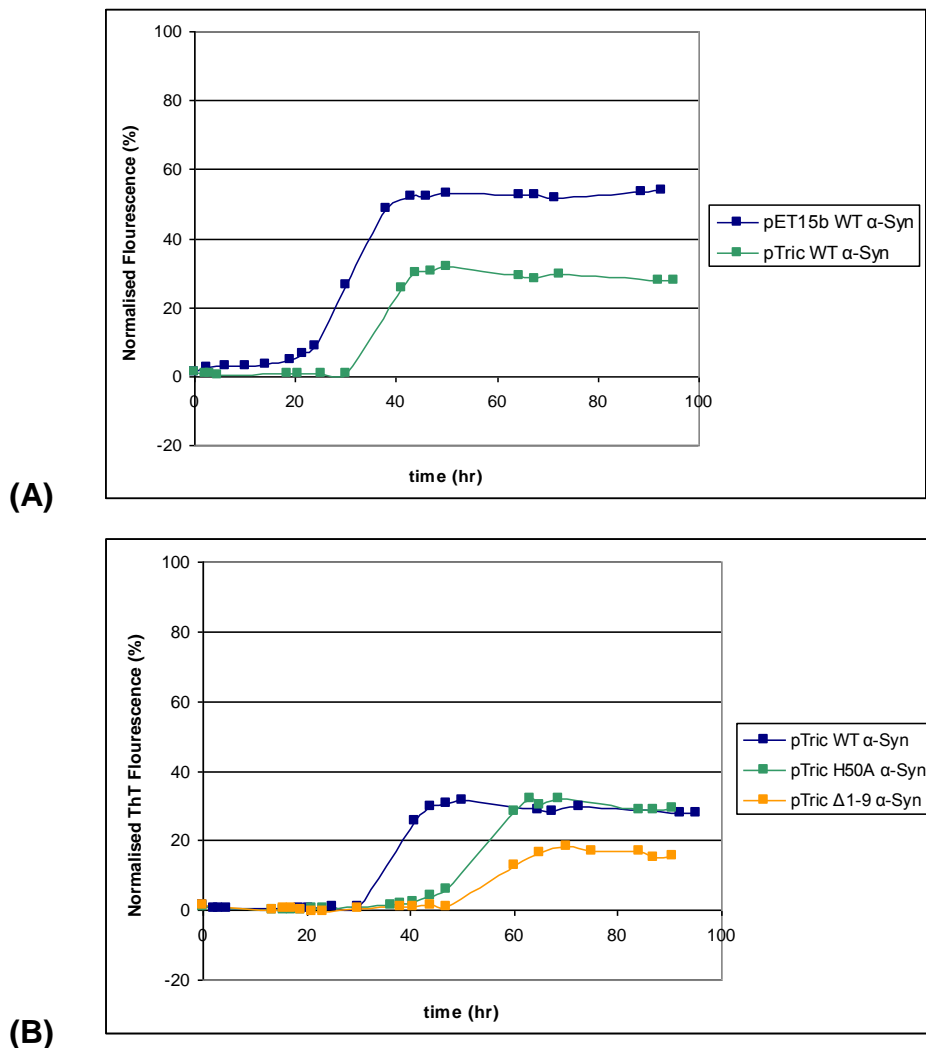 100
80
60
40
20
0
-20
0 20 40 60 80 100
Normalised Flourescence (%)
time (hr)
pET15b WT α-Syn
pTric WT α-Syn
(A)
100
80
60
40
20
0
-20
0 20 40 60 80 100
Normalised ThT Flourescence (%)
time (hr)
pTric WT α-Syn
pTric H50A α-Syn
pTric Δ1-9 α-Syn
(B)